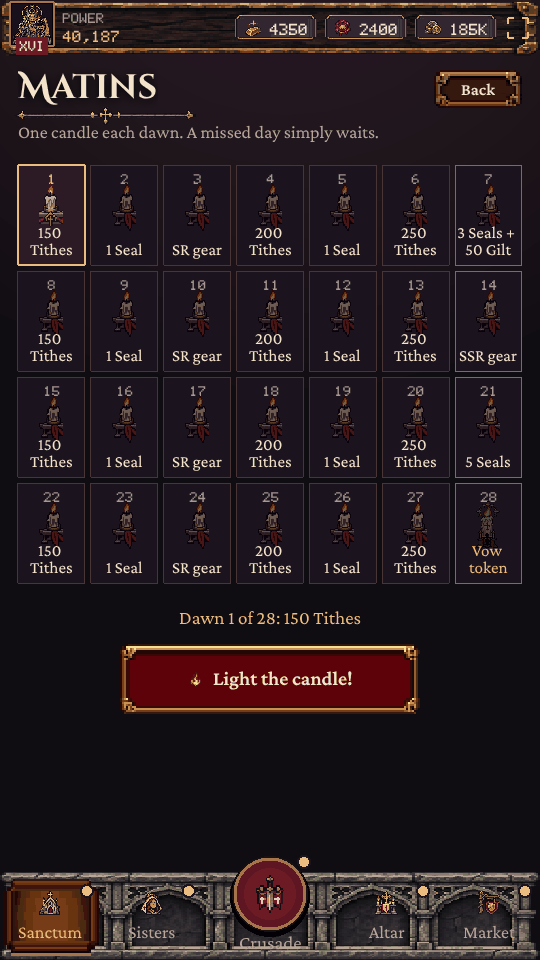 POWER
40,187
XVI
4350
2400
185K
MATINS
Back
One candle each dawn. A missed day simply waits.
1
150
Tithes
2
1 Seal
3
SR gear
4
200
Tithes
5
1 Seal
6
250
Tithes
7
3 Seals +
50 Gilt
8
150
Tithes
9
1 Seal
10
SR gear
11
200
Tithes
12
1 Seal
13
250
Tithes
14
SSR gear
15
150
Tithes
16
1 Seal
17
SR gear
18
200
Tithes
19
1 Seal
20
250
Tithes
21
5 Seals
22
150
Tithes
23
1 Seal
24
SR gear
25
200
Tithes
26
1 Seal
27
250
Tithes
28
Vow
token
Dawn 1 of 28: 150 Tithes
Light the candle!
Sanctum
Sisters
Crusade
Altar
Market